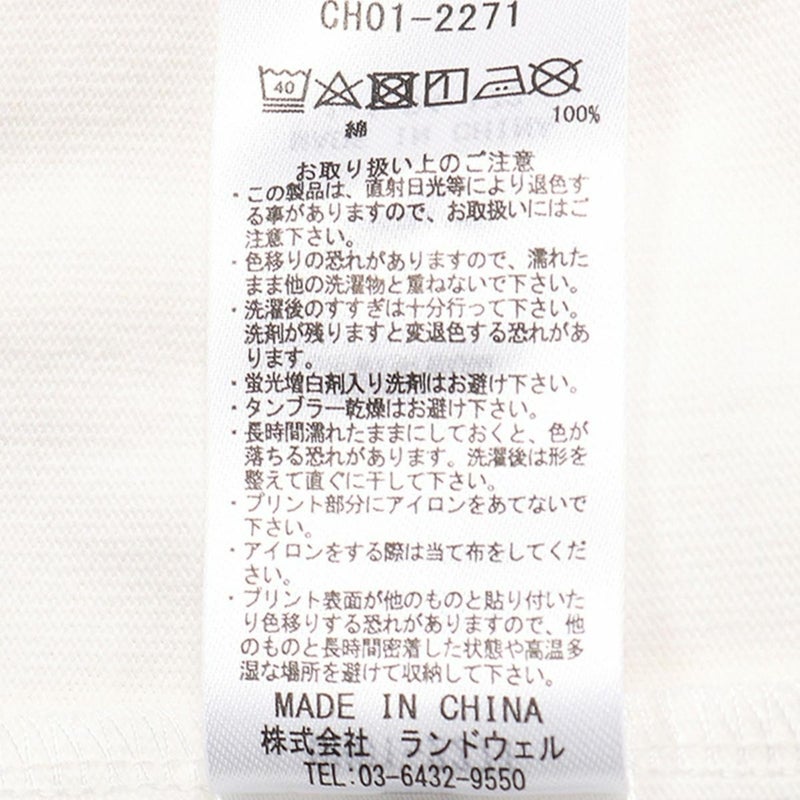 CH01-2271
40
綿
100%
お取り扱い上のご注意
・この製品は、直射日光等により退色す
る事がありますので、お取扱いにはご
注意下さい。
・色移りの恐れがありますので、濡れた
まま他の洗濯物と重ねないで下さい。
・洗濯後のすすぎは十分行って下さい。
洗剤が残りますと変退色する恐れがあ
ります。
・蛍光増白剤入り洗剤はお避け下さい。
・タンブラー乾燥はお避け下さい。
・長時間濡れたままにしておくと、色が
落ちる恐れがあります。洗濯後は形を
整えて直ぐに干して下さい。
・プリント部分にアイロンをあてないで
下さい。
・アイロンをする際は当て布をしてくだ
さい。
・プリント表面が他のものと貼り付いた
り色移りする恐れがありますので、他
のものと長時間密着した状態や高温多
湿な場所を避けて収納して下さい。
MADE IN CHINA
株式会社 ランドウェル
TEL:03-6432-9550